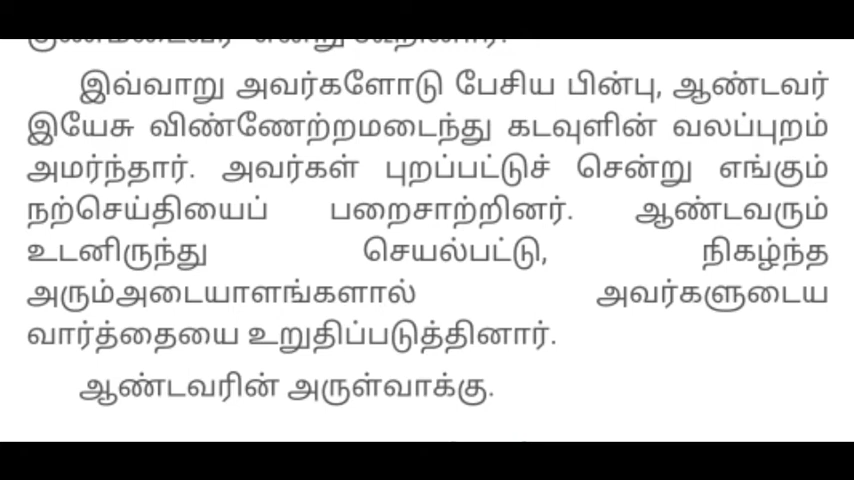 இவ்வாறு அவர்களோடு பேசிய பின்பு, ஆண்டவர்
இயேசு விண்ணேற்றமடைந்து கடவுளின் வலப்புறம்
அமர்ந்தார். அவர்கள் புறப்பட்டுச் சென்று எங்கும்
நற்செய்தியைப் பறைசாற்றினர். ஆண்டவரும்
உடனிருந்து செயல்பட்டு, நிகழ்ந்த
அரும்அடையாளங்களால் அவர்களுடைய
வார்த்தையை உறுதிப்படுத்தினார்.
ஆண்டவரின் அருள்வாக்கு.